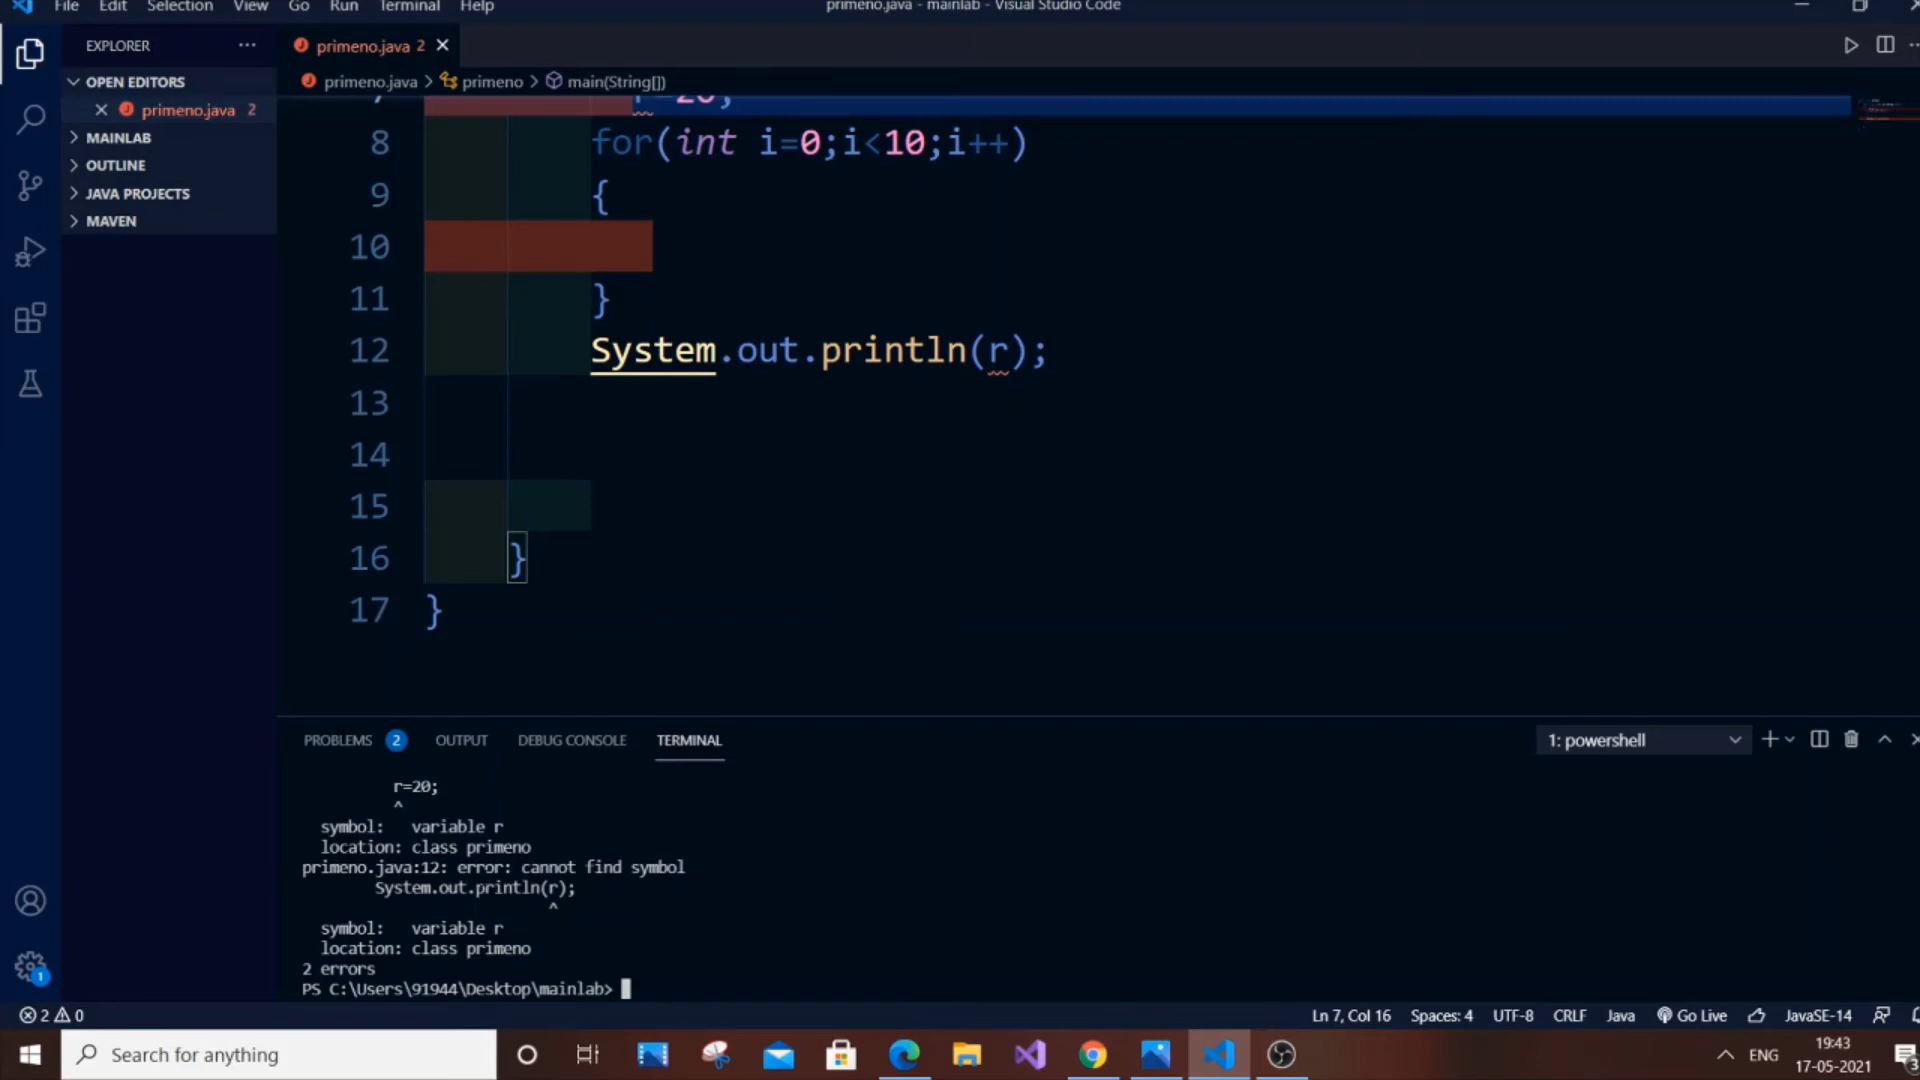 File Edit Selection View Go Run Terminal Help
primeno.java - mainlab - Visual Studio Code
EXPLORER
primeno.java 2
OPEN EDITORS
primeno.java 2
MAINLAB
OUTLINE
JAVA PROJECTS
MAVEN
primeno.java > primeno > main(String[])
7 r=20;
8 for(int i=0;i<10;i++)
9 {
10
11 }
12 System.out.println(r);
13
14
15
16 }
17 }
PROBLEMS 2 OUTPUT DEBUG CONSOLE TERMINAL
1: powershell
r=20;
^
symbol: variable r
location: class primeno
primeno.java:12: error: cannot find symbol
System.out.println(r);
^
symbol: variable r
location: class primeno
2 errors
PS C:\Users\91944\Desktop\mainlab>
1
2 0
Ln 7, Col 16 Spaces: 4 UTF-8 CRLF Java Go Live JavaSE-14
Search for anything
ENG
19:43
17-05-2021
3